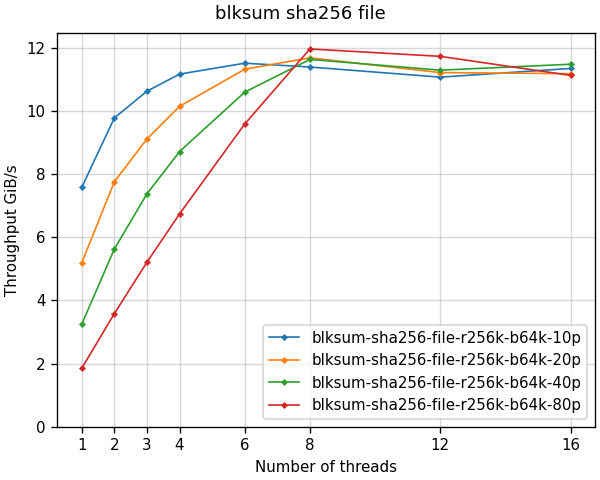 blksum sha256 file
Throughput GiB/s
12
10
8
6
4
2
0
blksum-sha256-file-r256k-b64k-10p
blksum-sha256-file-r256k-b64k-20p
blksum-sha256-file-r256k-b64k-40p
blksum-sha256-file-r256k-b64k-80p
1 2 3 4 6 8 12 16
Number of threads